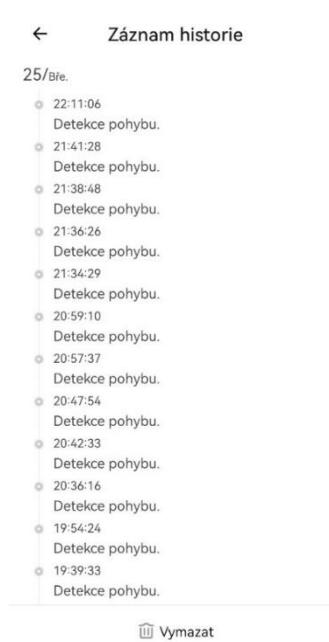 Záznam historie
25/Bře.
22:11:06
Detekce pohybu.
21:41:28
Detekce pohybu.
21:38:48
Detekce pohybu.
21:36:26
Detekce pohybu.
21:34:29
Detekce pohybu.
20:59:10
Detekce pohybu.
20:57:37
Detekce pohybu.
20:47:54
Detekce pohybu.
20:42:33
Detekce pohybu.
20:36:16
Detekce pohybu.
19:54:24
Detekce pohybu.
19:39:33
Detekce pohybu.
Vymazat